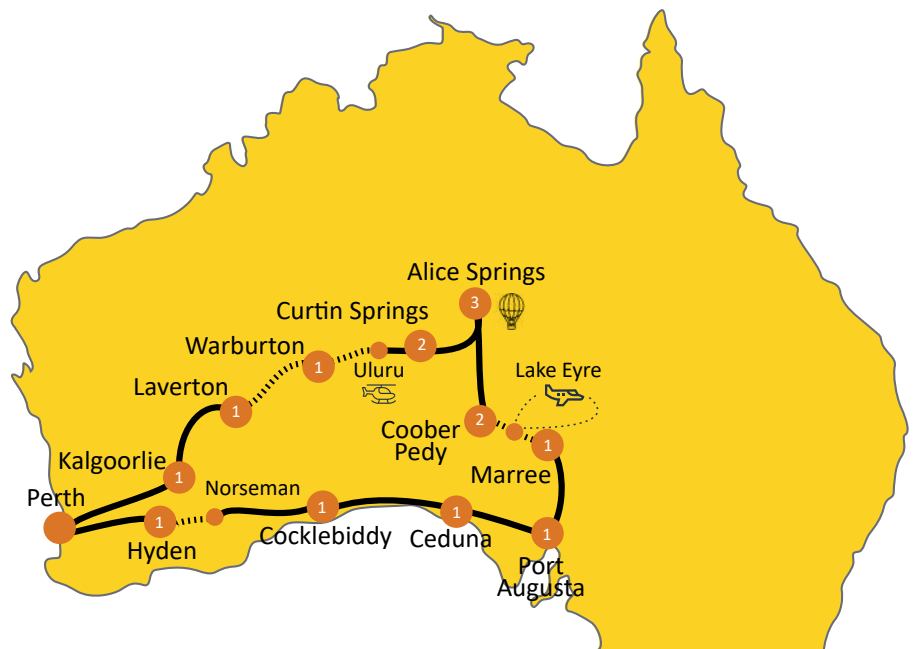 Alice Springs
3
Curtin Springs
2
Warburton
1
Uluru
Lake Eyre
Laverton
1
2
Coober
Pedy
1
Marree
Kalgoorlie
1
Perth
Norseman
1
Hyden
1
Cocklebiddy
1
Ceduna
1
Port
Augusta